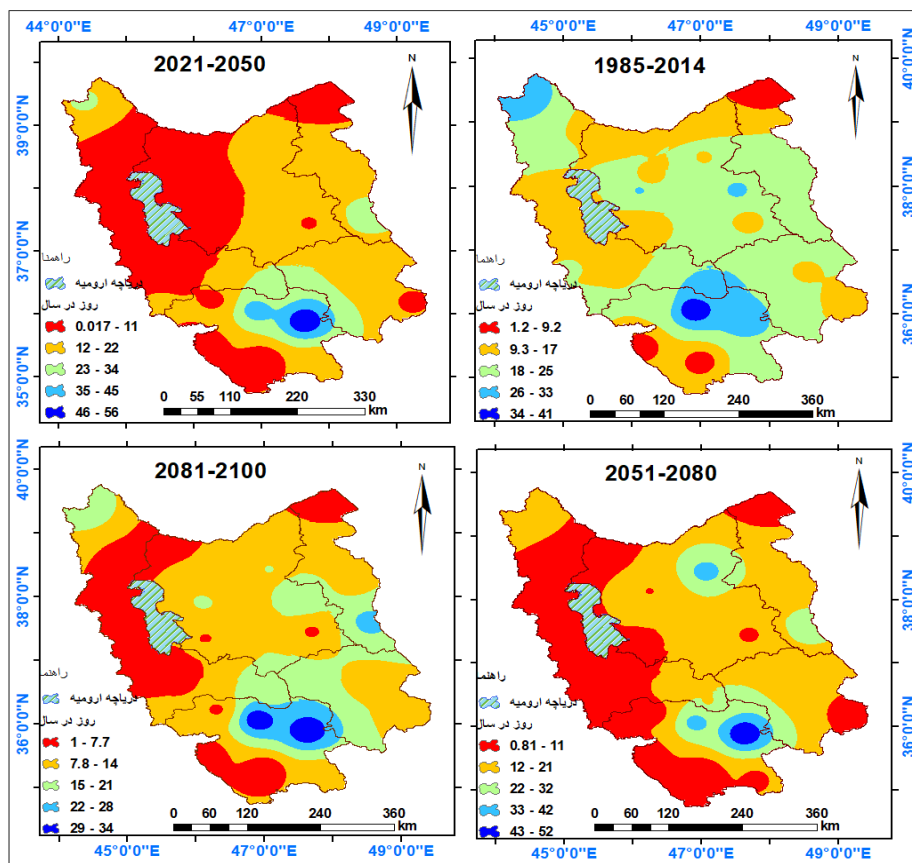 44°0'0"E 47°0'0"E 49°0'0"E
2021-2050
N
39°0'0"N
37°0'0"N
36°0'0"N
35°0'0"N
راهنما
دریاچه ارومیه
روز در سال
0.017 - 11
12 - 22
23 - 34
35 - 45
46 - 56
0 55 110 220 330
km
45°0'0"E 47°0'0"E 49°0'0"E
1985-2014
N
40°0'0"N
38°0'0"N
36°0'0"N
34°0'0"N
راهنما
دریاچه ارومیه
روز در سال
1.2 - 9.2
9.3 - 17
18 - 25
26 - 33
34 - 41
0 60 120 240 360
km
2081-2100
N
40°0'0"N
38°0'0"N
36°0'0"N
راهنما
دریاچه ارومیه
روز در سال
1 - 7.7
7.8 - 14
15 - 21
22 - 28
29 - 34
0 30 60 120 180 240
km
45°0'0"E 47°0'0"E 49°0'0"E
2051-2080
N
40°0'0"N
38°0'0"N
36°0'0"N
راهنما
دریاچه ارومیه
روز در سال
0.81 - 11
12 - 21
22 - 32
33 - 42
43 - 52
0 60 120 240 360
km
45°0'0"E 47°0'0"E 49°0'0"E